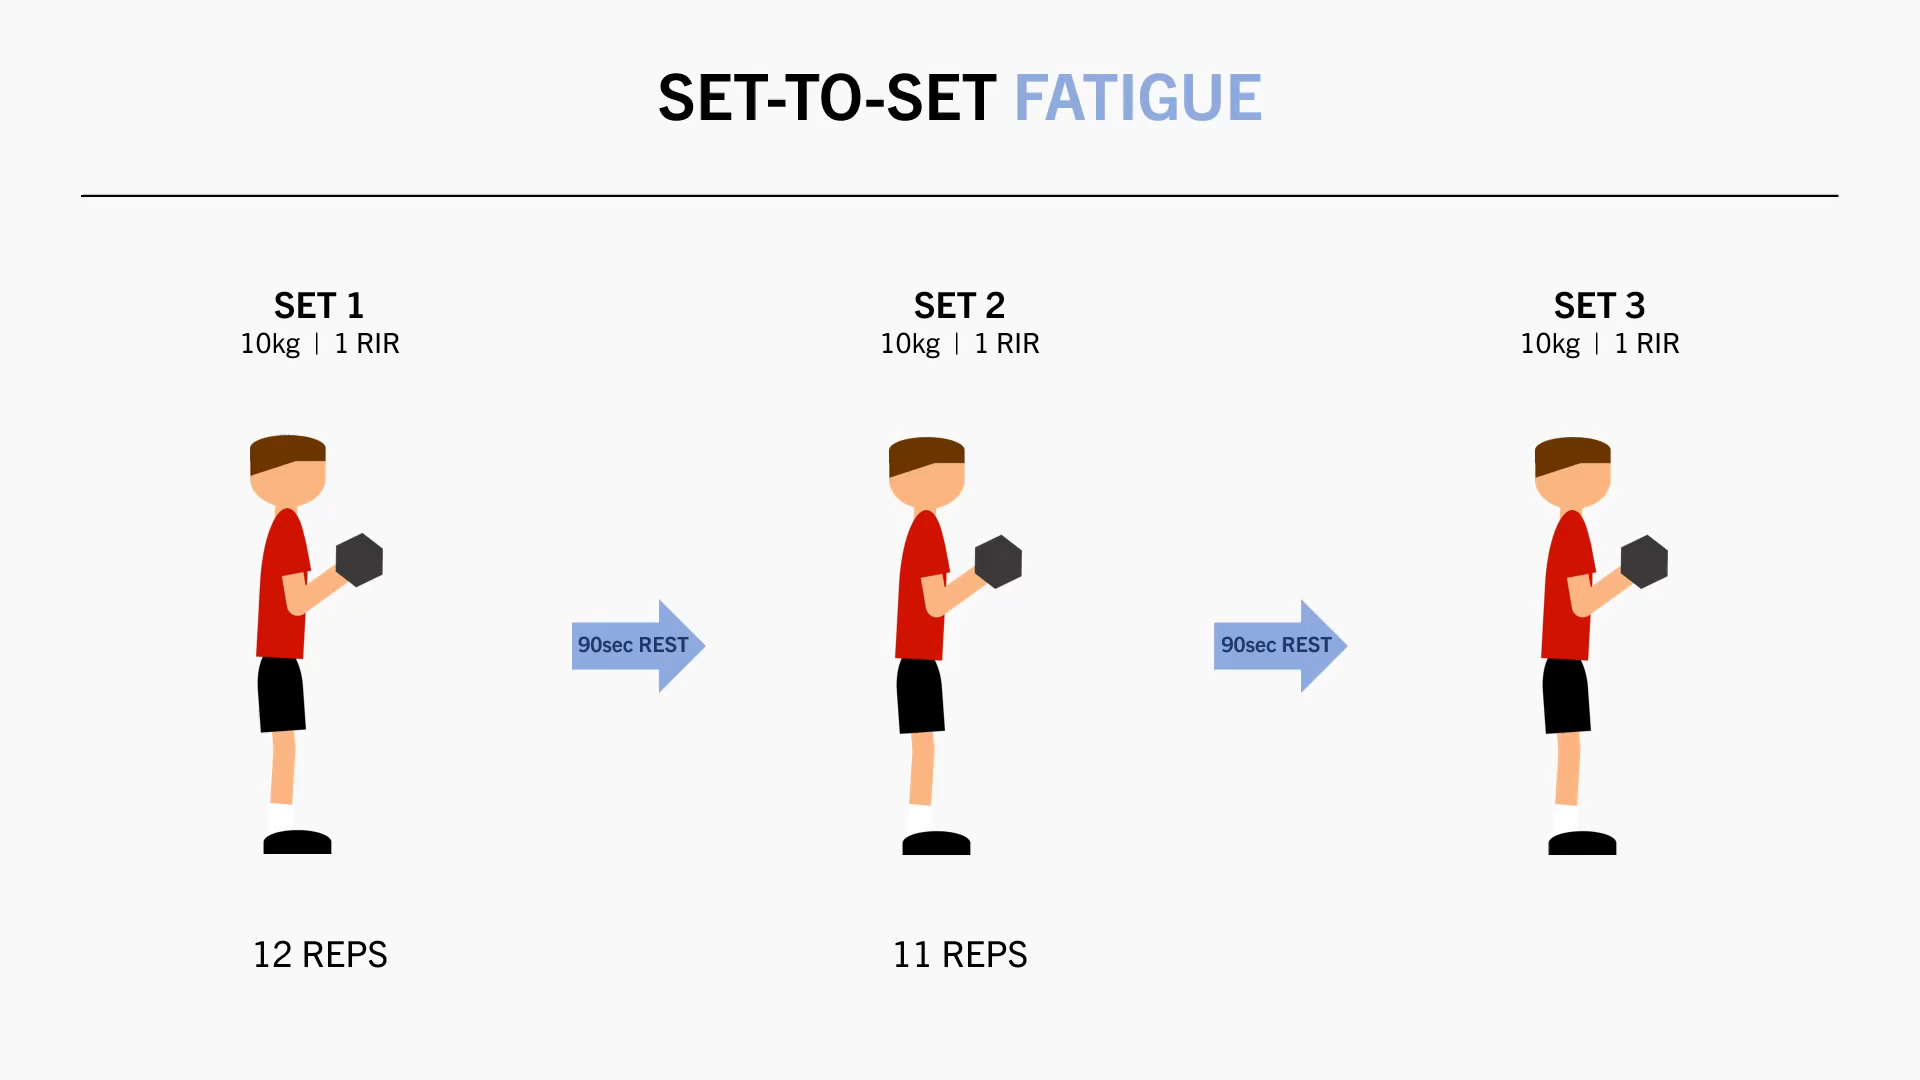 SET-TO-SET FATIGUE
SET 1
10kg | 1 RIR
SET 2
10kg | 1 RIR
SET 3
10kg | 1 RIR
90sec REST
90sec REST
12 REPS
11 REPS